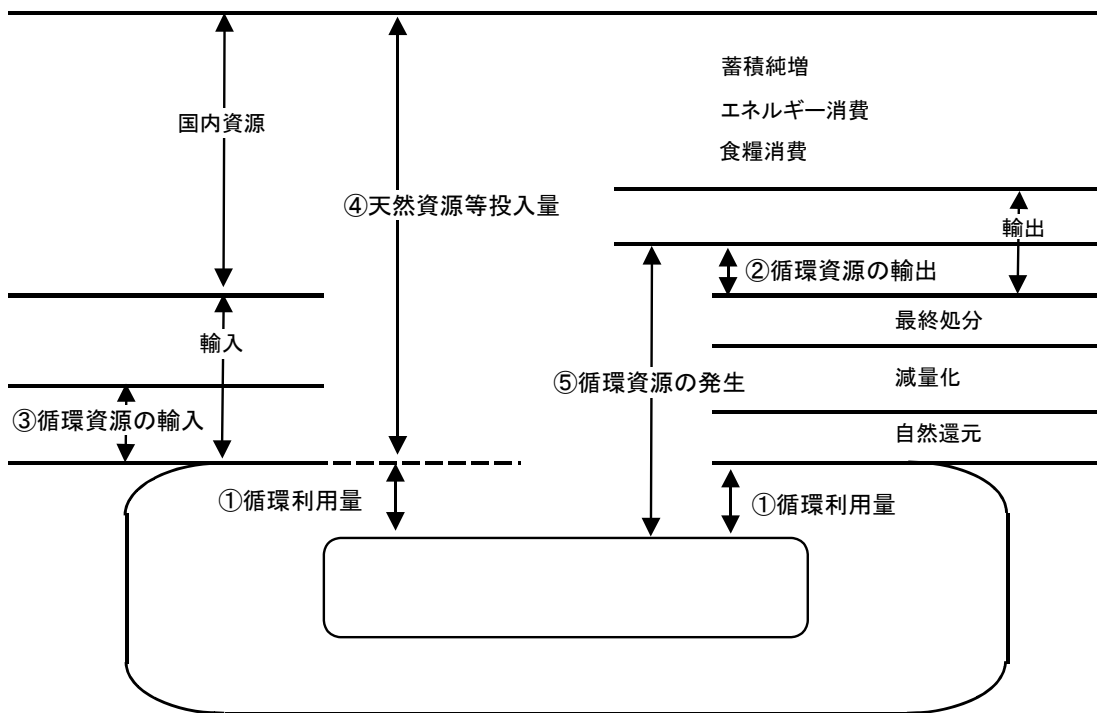 蓄積純増
国内資源
エネルギー消費
食糧消費
④天然資源等投入量
輸出
②循環資源の輸出
最終処分
輸入
⑤循環資源の発生
減量化
③循環資源の輸入
自然還元
①循環利用量
①循環利用量